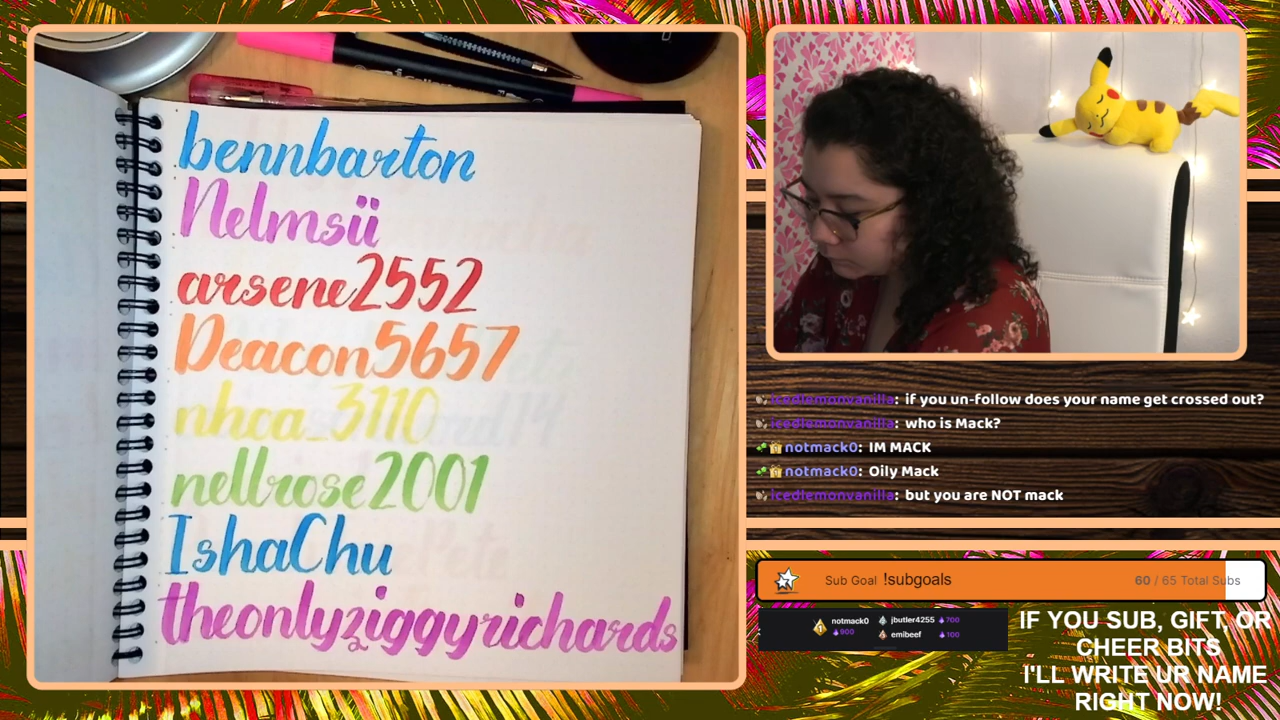 bennbarton
Nelmsii
arsene2552
Deacon5657
nhca_3110
nellrose2001
IshaChu
theonlyziggyrichards
icedlemonvanilla: if you un-follow does your name get crossed out?
icedlemonvanilla: who is Mack?
notmack0: IM MACK
notmack0: Oily Mack
icedlemonvanilla: but you are NOT mack
Sub Goal !subgoals 60 / 65 Total Subs
1 notmack0 900
jbutler4255 700
emibeef 100
IF YOU SUB, GIFT, OR
CHEER BITS
I'LL WRITE UR NAME
RIGHT NOW!